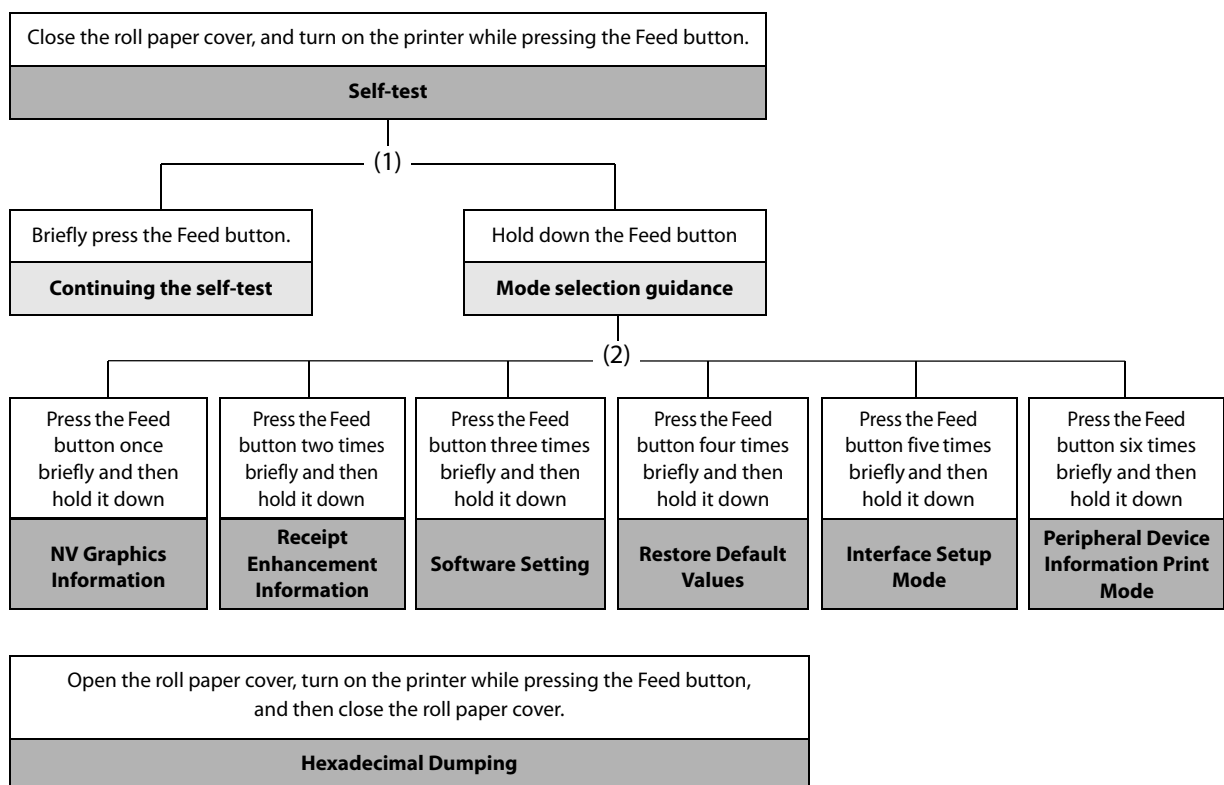 Close the roll paper cover, and turn on the printer while pressing the Feed button.
Self-test
(1)
Briefly press the Feed button.
Continuing the self-test
Hold down the Feed button
Mode selection guidance
(2)
Press the Feed
button once
briefly and then
hold it down
NV Graphics
Information
Press the Feed
button two times
briefly and then
hold it down
Receipt
Enhancement
Information
Press the Feed
button three times
briefly and then
hold it down
Software Setting
Press the Feed
button four times
briefly and then
hold it down
Restore Default
Values
Press the Feed
button five times
briefly and then
hold it down
Interface Setup
Mode
Press the Feed
button six times
briefly and then
hold it down
Peripheral Device
Information Print
Mode
Open the roll paper cover, turn on the printer while pressing the Feed button,
and then close the roll paper cover.
Hexadecimal Dumping